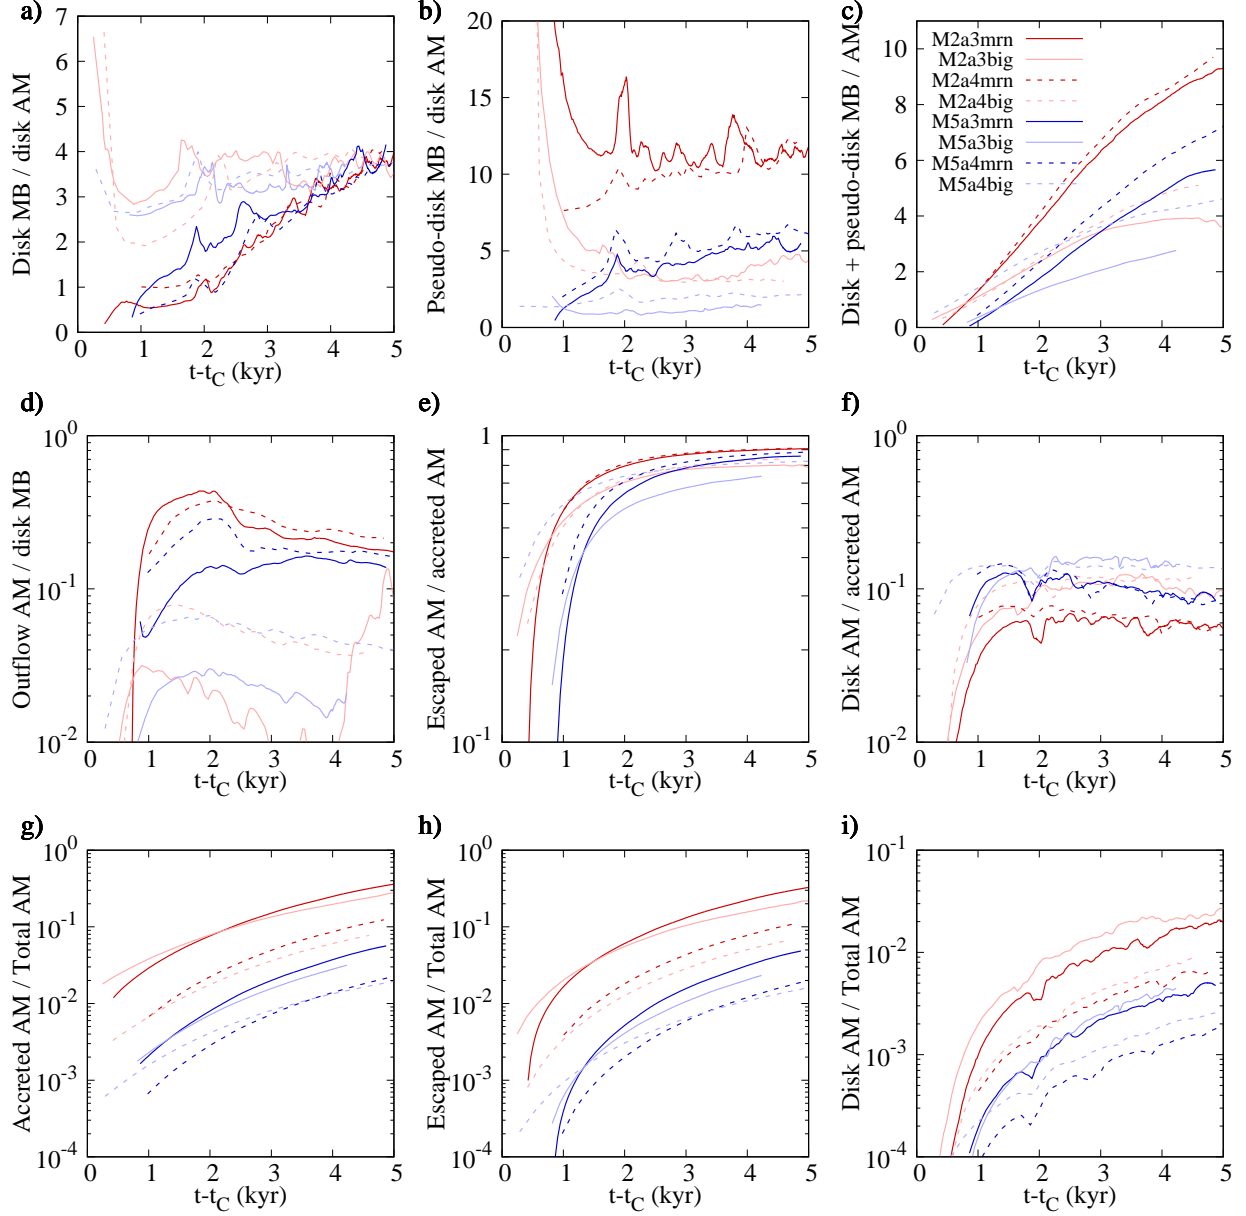 a)
7
6
5
4
3
2
1
0
Disk MB / disk AM
0 1 2 3 4 5
t-tC (kyr)
b)
20
15
10
5
0
Pseudo-disk MB / disk AM
0 1 2 3 4 5
t-tC (kyr)
c)
10
8
6
4
2
0
Disk + pseudo-disk MB / AM
M2a3mrn
M2a3big
M2a4mrn
M2a4big
M5a3mrn
M5a3big
M5a4mrn
M5a4big
0 1 2 3 4 5
t-tC (kyr)
d)
10^0
10^-1
10^-2
Outflow AM / disk MB
0 1 2 3 4 5
t-tC (kyr)
e)
1
10^-1
Escaped AM / accreted AM
0 1 2 3 4 5
t-tC (kyr)
f)
10^0
10^-1
10^-2
Disk AM / accreted AM
0 1 2 3 4 5
t-tC (kyr)
g)
10^0
10^-1
10^-2
10^-3
10^-4
Accreted AM / Total AM
0 1 2 3 4 5
t-tC (kyr)
h)
10^0
10^-1
10^-2
10^-3
10^-4
Escaped AM / Total AM
0 1 2 3 4 5
t-tC (kyr)
i)
10^-1
10^-2
10^-3
10^-4
Disk AM / Total AM
0 1 2 3 4 5
t-tC (kyr)